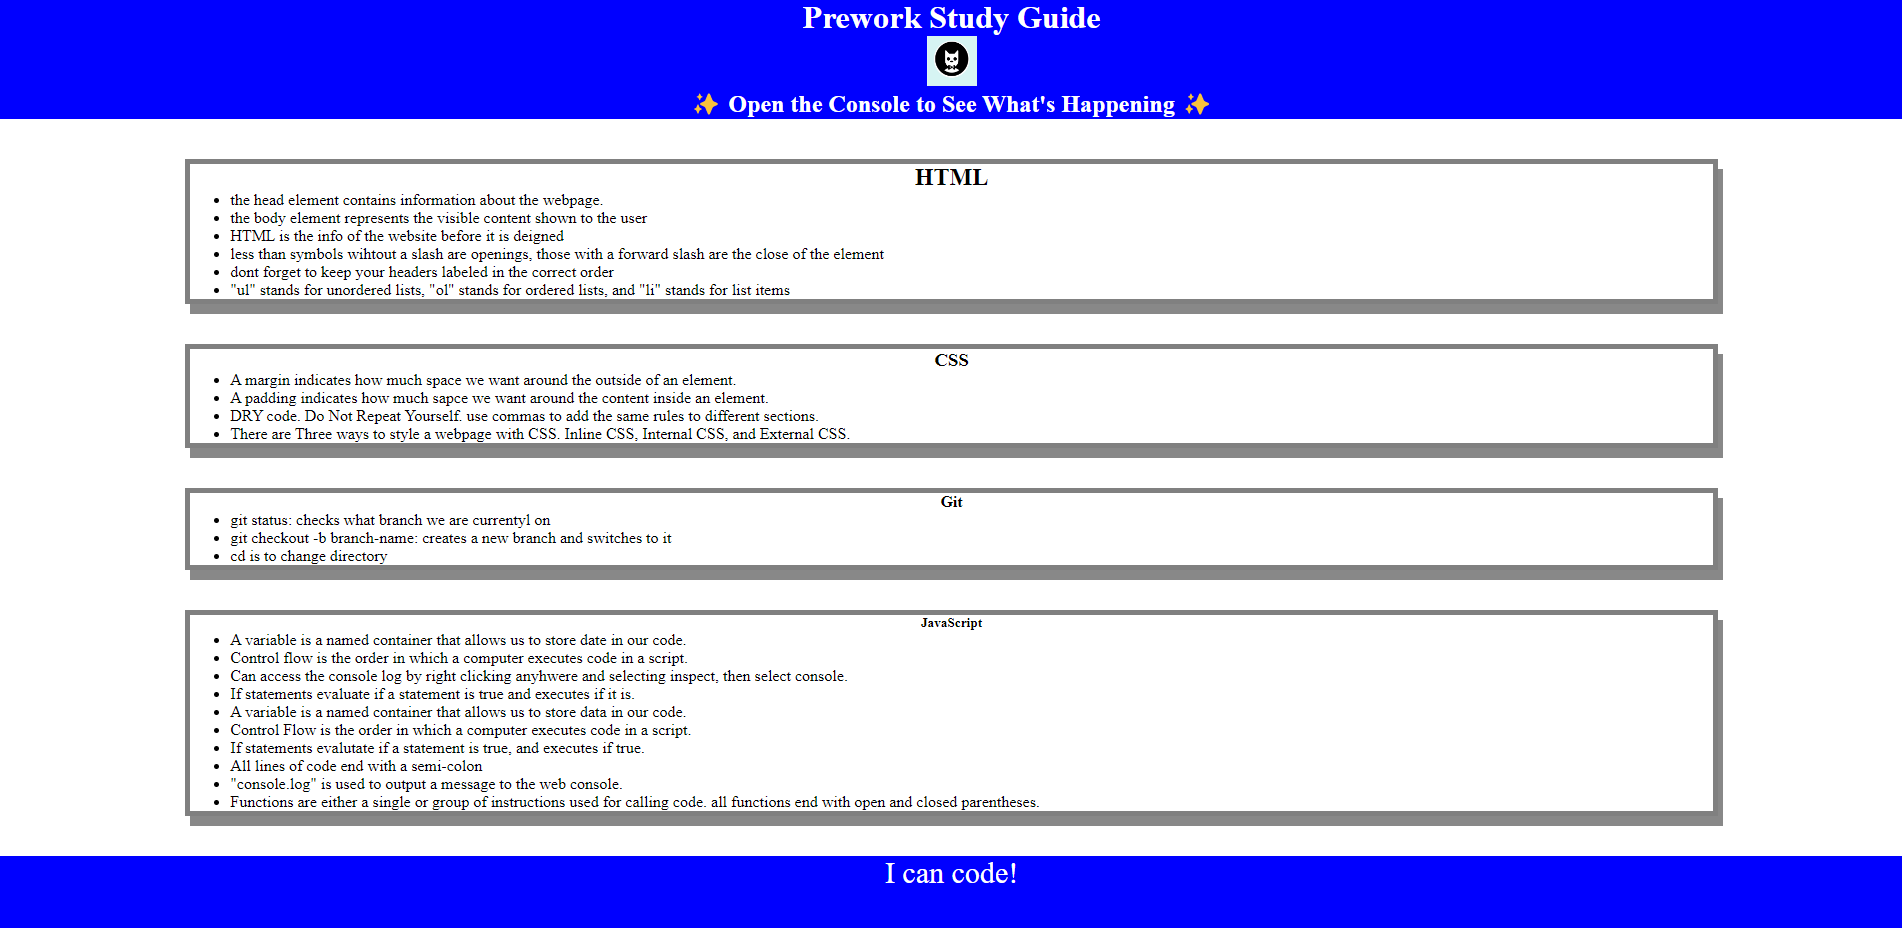 Prework Study Guide
✨ Open the Console to See What's Happening ✨
HTML
• the head element contains information about the webpage.
• the body element represents the visible content shown to the user
• HTML is the info of the website before it is deigned
• less than symbols wihtout a slash are openings, those with a forward slash are the close of the element
• dont forget to keep your headers labeled in the correct order
• "ul" stands for unordered lists, "ol" stands for ordered lists, and "li" stands for list items
CSS
• A margin indicates how much space we want around the outside of an element.
• A padding indicates how much sapce we want around the content inside an element.
• DRY code. Do Not Repeat Yourself. use commas to add the same rules to different sections.
• There are Three ways to style a webpage with CSS. Inline CSS, Internal CSS, and External CSS.
Git
• git status: checks what branch we are currentyl on
• git checkout -b branch-name: creates a new branch and switches to it
• cd is to change directory
JavaScript
• A variable is a named container that allows us to store date in our code.
• Control flow is the order in which a computer executes code in a script.
• Can access the console log by right clicking anyhwere and selecting inspect, then select console.
• If statements evaluate if a statement is true and executes if it is.
• A variable is a named container that allows us to store data in our code.
• Control Flow is the order in which a computer executes code in a script.
• If statements evalutate if a statement is true, and executes if true.
• All lines of code end with a semi-colon
• "console.log" is used to output a message to the web console.
• Functions are either a single or group of instructions used for calling code. all functions end with open and closed parentheses.
I can code!